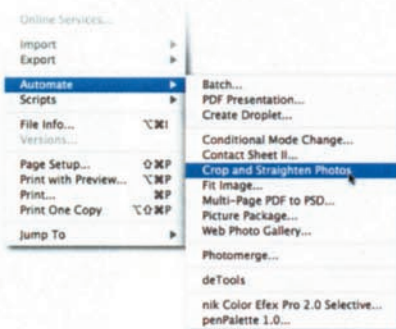 Online Services...
Import
Export
Automate
Scripts
File Info... ⌥⌘I
Versions...
Page Setup... ⇧⌘P
Print with Preview... ⌥⌘P
Print... ⌘P
Print One Copy ⌥⇧⌘P
Jump To
Batch...
PDF Presentation...
Create Droplet...
Conditional Mode Change...
Contact Sheet II...
Crop and Straighten Photos
Fit Image...
Multi-Page PDF to PSD...
Picture Package...
Web Photo Gallery...
Photomerge...
deTools
nik Color Efex Pro 2.0 Selective...
penPalette 1.0...